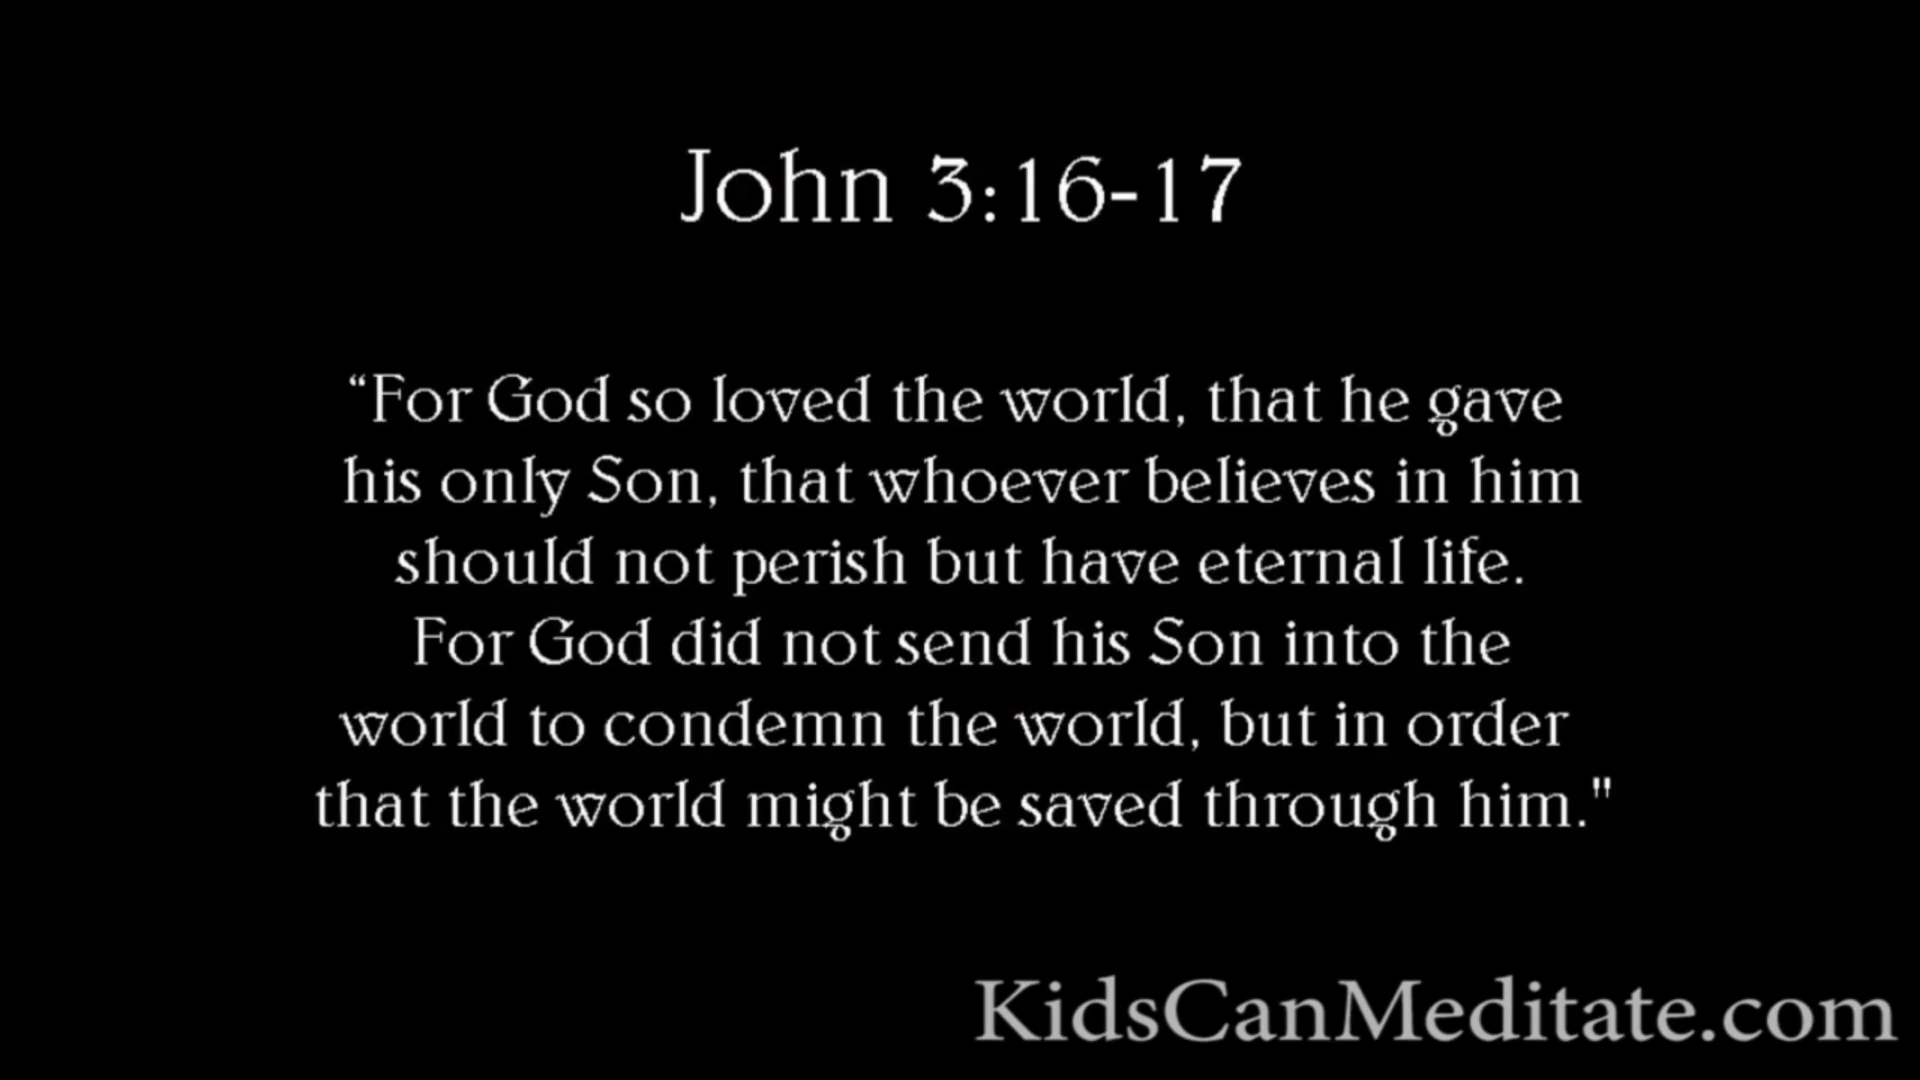 John 3:16-17
“For God so loved the world, that he gave
his only Son, that whoever believes in him
should not perish but have eternal life.
For God did not send his Son into the
world to condemn the world, but in order
that the world might be saved through him."
KidsCanMeditate.com